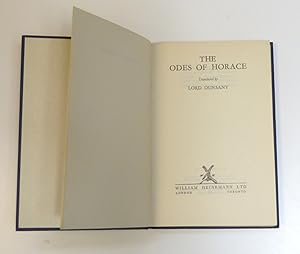 THE
ODES OF HORACE
Translated by
LORD DUNSANY
WILLIAM HEINEMANN LTD
LONDON TORONTO